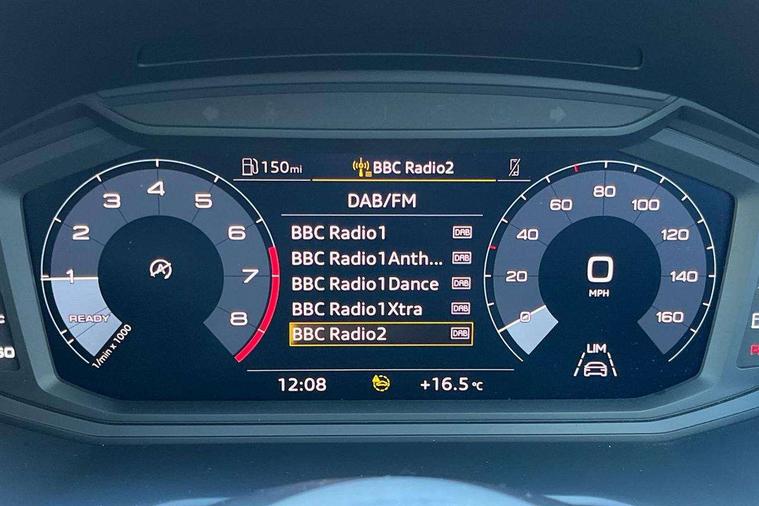 150mi
BBC Radio2
DAB/FM
BBC Radio1 DAB
BBC Radio1Anth... DAB
BBC Radio1Dance DAB
BBC Radio1Xtra DAB
BBC Radio2 DAB
12:08
+16.5°C
READY
1
2
3
4
5
6
7
8
1/min x 1000
0
20
40
60
80
100
120
140
160
0
MPH
LIM